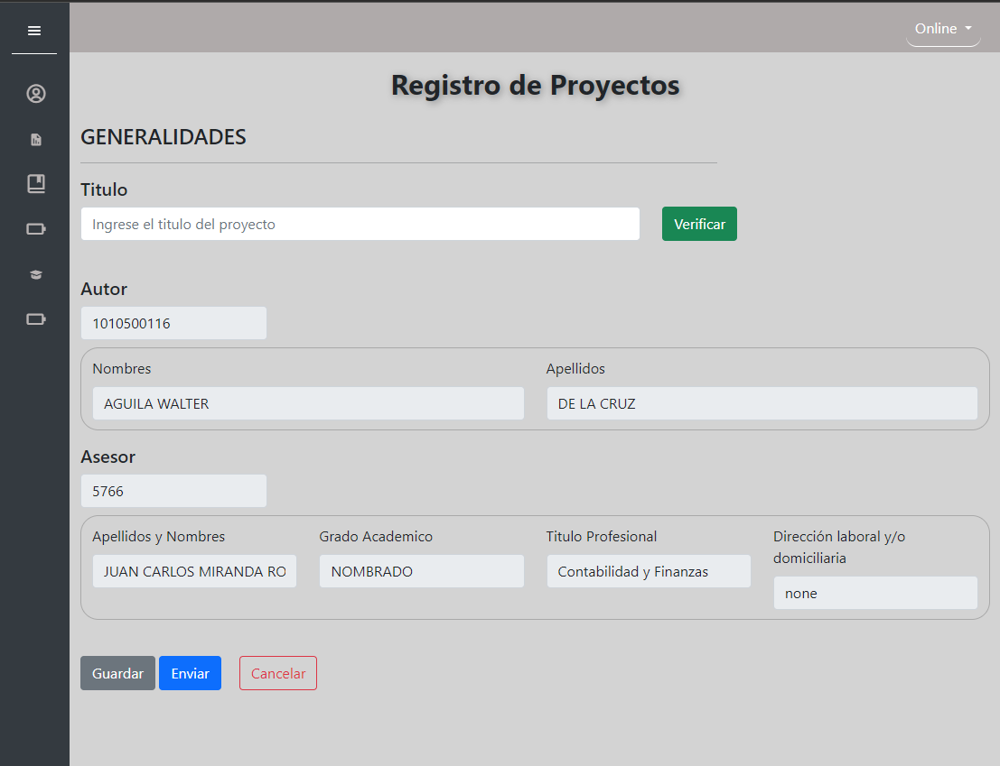 Online
Registro de Proyectos
GENERALIDADES
Titulo
Ingrese el titulo del proyecto
Verificar
Autor
1010500116
Nombres
Apellidos
AGUILA WALTER
DE LA CRUZ
Asesor
5766
Apellidos y Nombres
Grado Academico
Titulo Profesional
Dirección laboral y/o
domiciliaria
JUAN CARLOS MIRANDA RO
NOMBRADO
Contabilidad y Finanzas
none
Guardar
Enviar
Cancelar